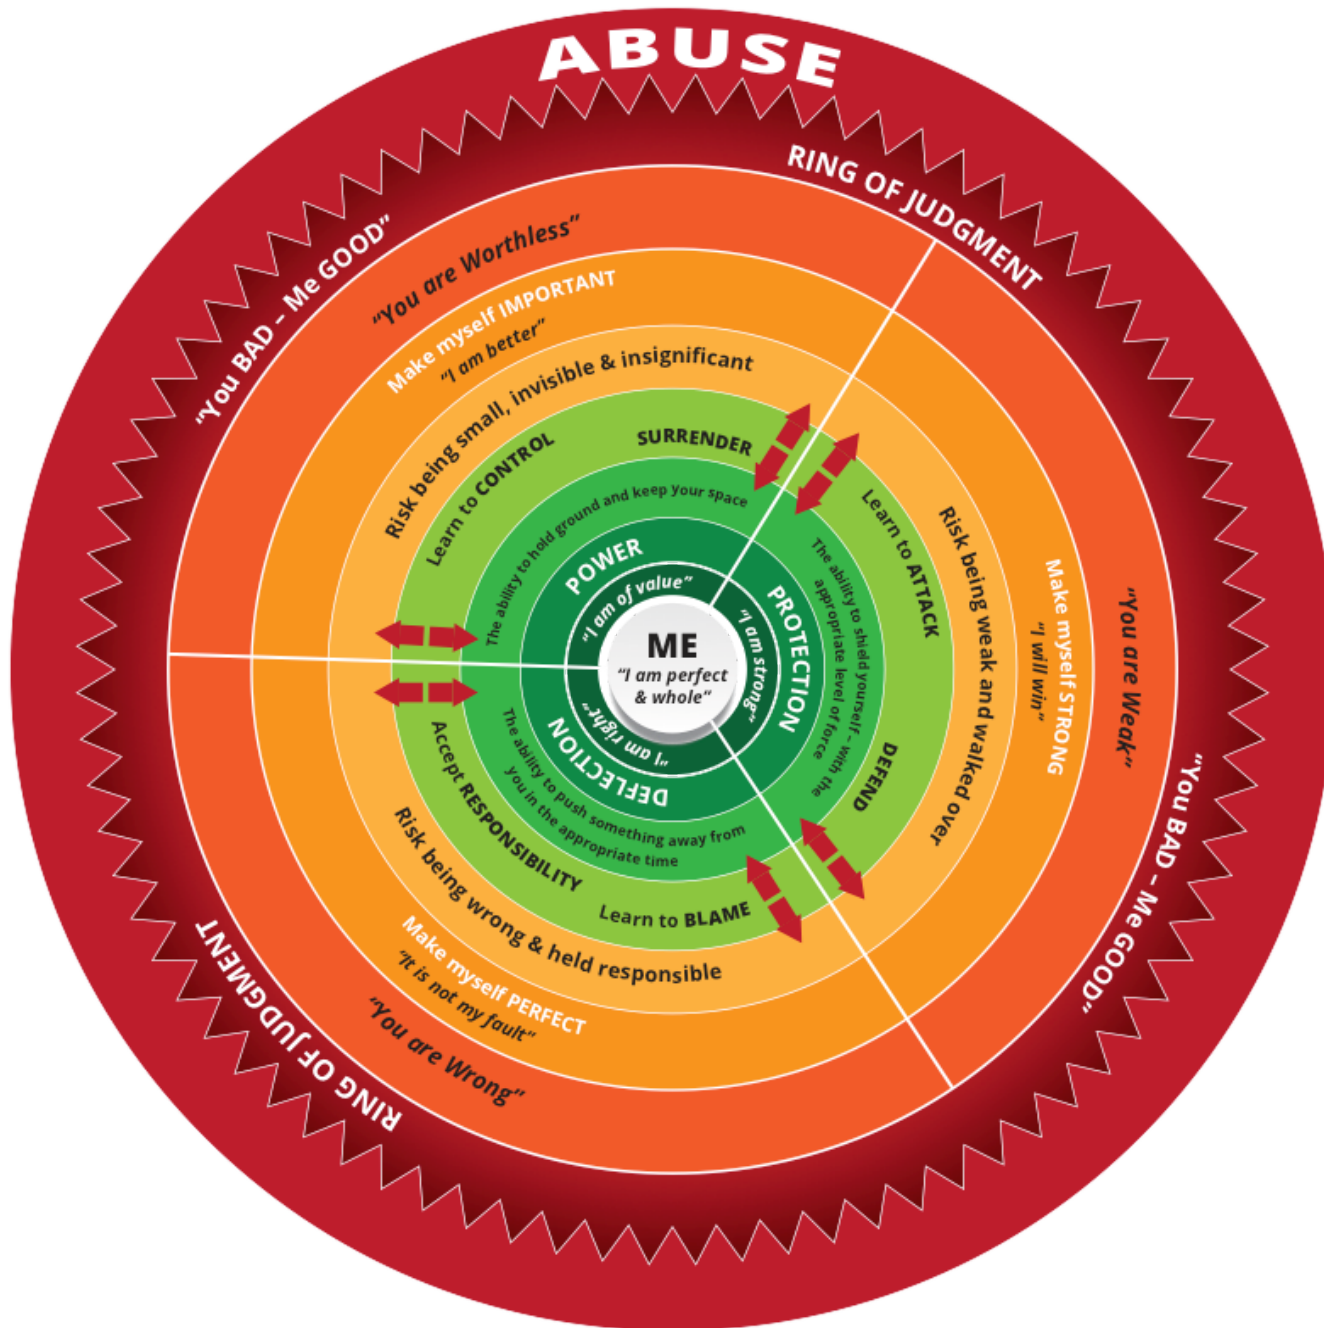 ABUSE
RING OF JUDGMENT
"You BAD – Me GOOD"
"You are Worthless"
Make myself IMPORTANT
"I am better"
Risk being small, invisible & insignificant
Learn to CONTROL
SURRENDER
The ability to hold ground and keep your space
POWER
"I am of value"
ME
"I am perfect
& whole"
"I am strong"
PROTECTION
The ability to shield yourself – with the
appropriate level of force
Learn to ATTACK
DEFEND
Risk being weak and walked over
Make myself STRONG
"I will win"
"You are Weak"
"You BAD – Me GOOD"
"I am right"
DEFLECTION
The ability to push something away from
you in the appropriate time
Accept RESPONSIBILITY
Learn to BLAME
Risk being wrong & held responsible
Make myself PERFECT
"It is not my fault"
"You are Wrong"
RING OF JUDGMENT